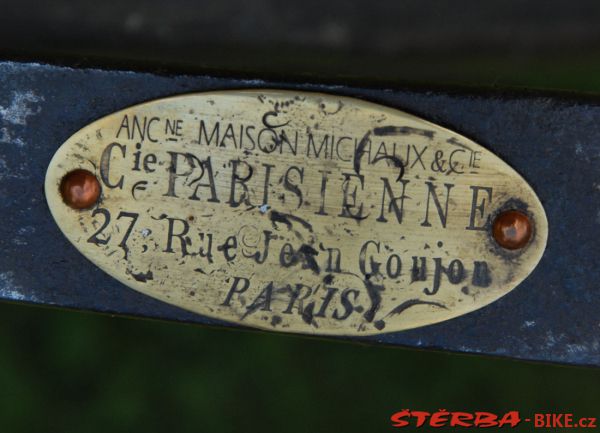 ANCNE MAISON MICHAUX & CIE
Cie PARISIENNE
27, Rue Jean Goujon
PARIS
ŠTĚRBA-BIKE.cz